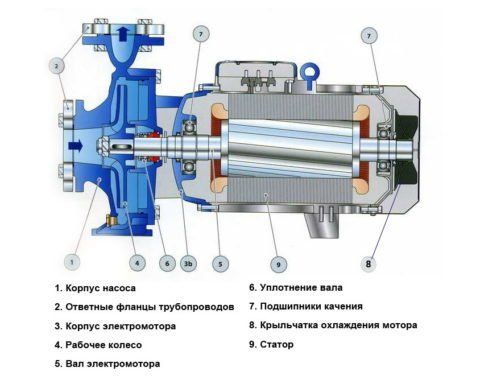 7
7
2
1
4
6
3b
5
9
8
1. Корпус насоса
2. Ответные фланцы трубопроводов
3. Корпус электромотора
4. Рабочее колесо
5. Вал электромотора
6. Уплотнение вала
7. Подшипники качения
8. Крыльчатка охлаждения мотора
9. Статор